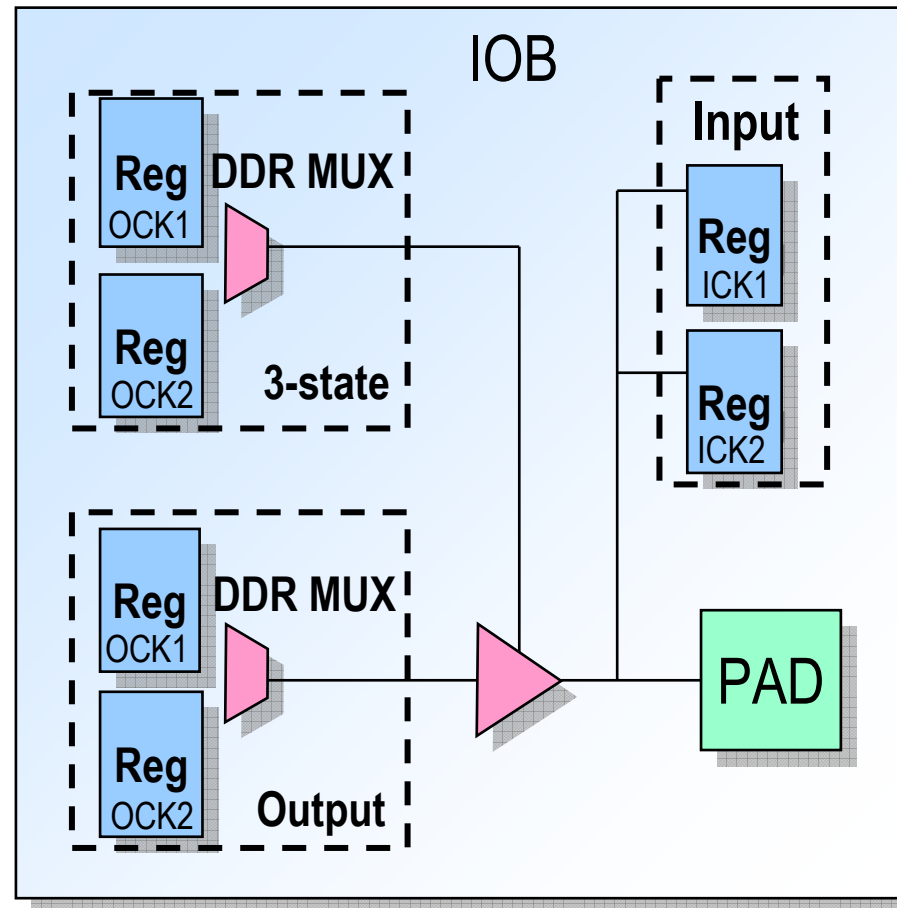 IOB
Reg
OCK1
DDR MUX
Reg
OCK2
3-state
Input
Reg
ICK1
Reg
ICK2
Reg
OCK1
DDR MUX
Reg
OCK2
Output
PAD